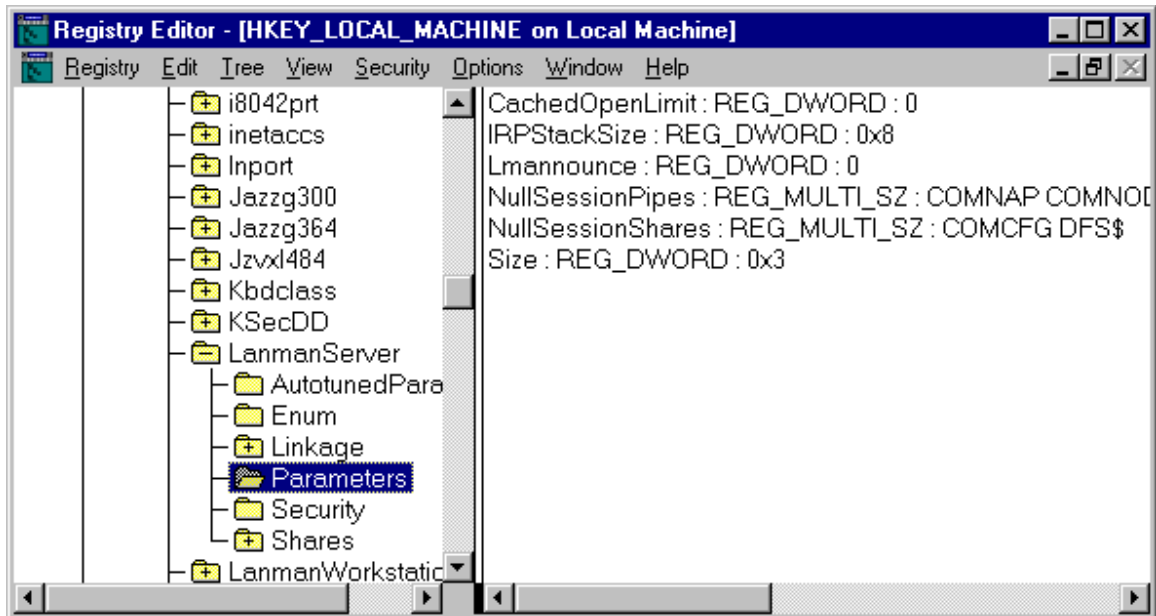 Registry Editor - [HKEY_LOCAL_MACHINE on Local Machine]
Registry Edit Tree View Security Options Window Help
i8042prt
inetaccs
Inport
Jazzg300
Jazzg364
Jzvxl484
Kbdclass
KSecDD
LanmanServer
AutotunedPara
Enum
Linkage
Parameters
Security
Shares
LanmanWorkstatic
CachedOpenLimit : REG_DWORD : 0
IRPStackSize : REG_DWORD : 0x8
Lmannounce : REG_DWORD : 0
NullSessionPipes : REG_MULTI_SZ : COMNAP COMNOD
NullSessionShares : REG_MULTI_SZ : COMCFG DFS$
Size : REG_DWORD : 0x3